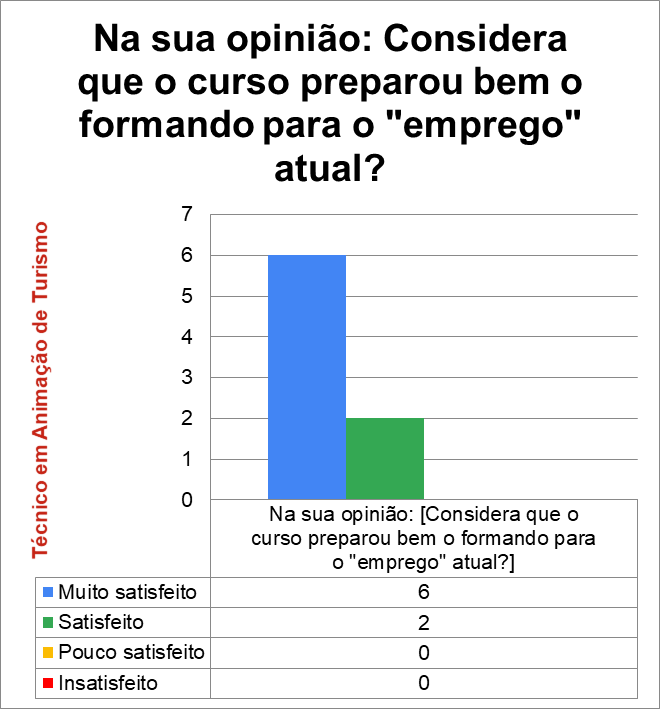 Na sua opinião: Considera
que o curso preparou bem o
formando para o "emprego"
atual?
Técnico em Animação de Turismo
7
6
5
4
3
2
1
0
Na sua opinião: [Considera que o
curso preparou bem o formando para
o "emprego" atual?]
Muito satisfeito 6
Satisfeito 2
Pouco satisfeito 0
Insatisfeito 0